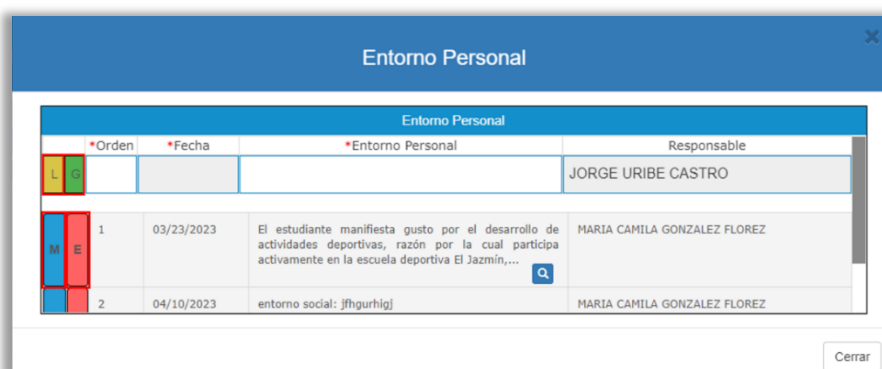 Entorno Personal
Entorno Personal
*Orden *Fecha *Entorno Personal Responsable
L G JORGE URIBE CASTRO
M E 1 03/23/2023 El estudiante manifiesta gusto por el desarrollo de MARIA CAMILA GONZALEZ FLOREZ
actividades deportivas, razón por la cual participa
activamente en la escuela deportiva El Jazmín,...
2 04/10/2023 entorno social: jfhgurhigj MARIA CAMILA GONZALEZ FLOREZ
Cerrar